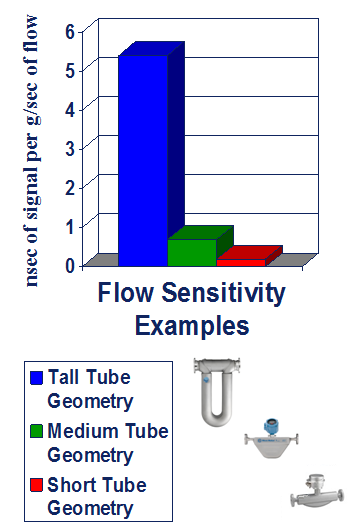 nsec of signal per g/sec of flow
6
5
4
3
2
1
0
Flow Sensitivity
Examples
Tall Tube
Geometry
Medium Tube
Geometry
Short Tube
Geometry